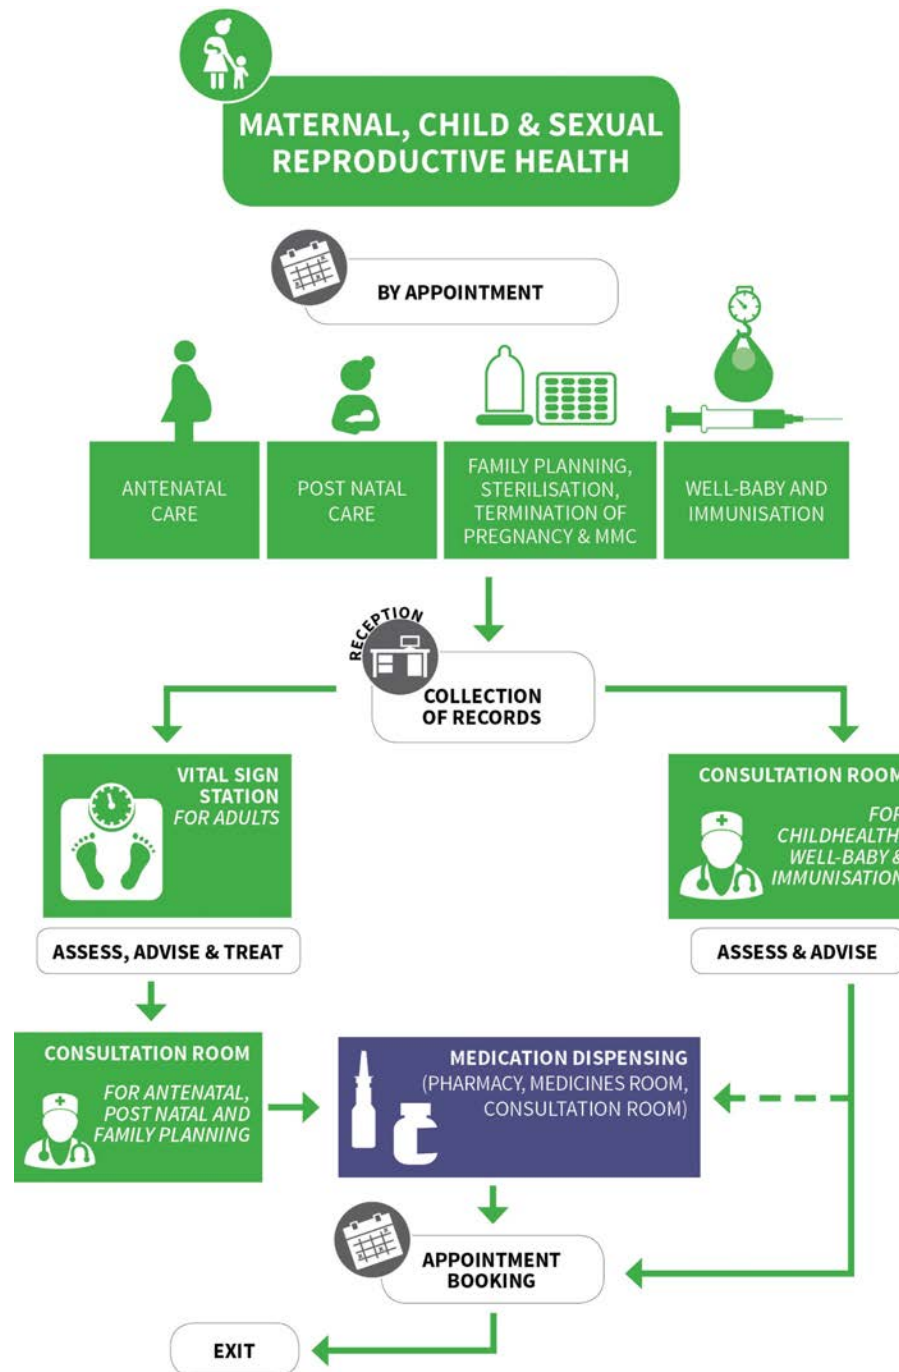 MATERNAL, CHILD & SEXUAL
REPRODUCTIVE HEALTH
BY APPOINTMENT
ANTENATAL
CARE
POST NATAL
CARE
FAMILY PLANNING,
STERILISATION,
TERMINATION OF
PREGNANCY & MMC
WELL-BABY AND
IMMUNISATION
RECEPTION
COLLECTION
OF RECORDS
VITAL SIGN
STATION
FOR ADULTS
CONSULTATION ROOM
FOR
CHILDHEALTH,
WELL-BABY &
IMMUNISATION
ASSESS, ADVISE & TREAT
ASSESS & ADVISE
CONSULTATION ROOM
FOR ANTENATAL,
POST NATAL AND
FAMILY PLANNING
MEDICATION DISPENSING
(PHARMACY, MEDICINES ROOM,
CONSULTATION ROOM)
APPOINTMENT
BOOKING
EXIT